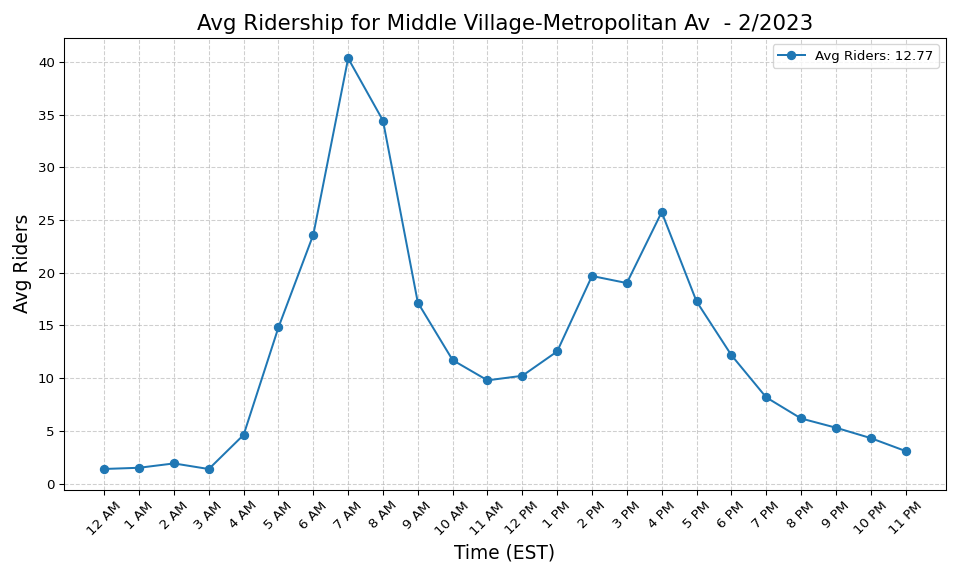 Avg Ridership for Middle Village-Metropolitan Av  - 2/2023
Avg Riders: 12.77
Avg Riders
40
35
30
25
20
15
10
5
0
12 AM
1 AM
2 AM
3 AM
4 AM
5 AM
6 AM
7 AM
8 AM
9 AM
10 AM
11 AM
12 PM
1 PM
2 PM
3 PM
4 PM
5 PM
6 PM
7 PM
8 PM
9 PM
10 PM
11 PM
Time (EST)